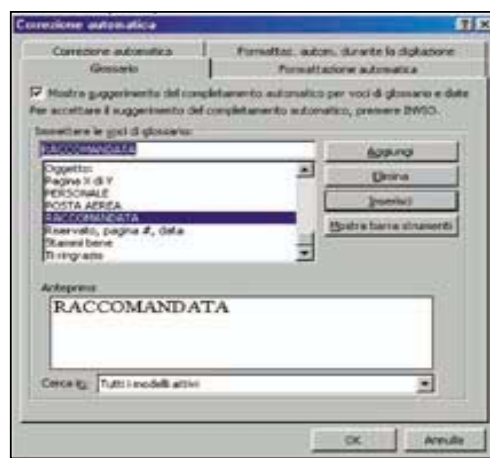 Correzione automatica
Correzione automatica
Formattaz. autom. durante la digitazione
Glossario
Formattazione automatica
Mostra suggerimento del completamento automatico per voci di glossario e date
Per accettare il suggerimento del completamento automatico, premere INVIO.
Immettere le voci di glossario:
RACCOMANDATA
Aggiungi
Oggetto:
Pagina X di Y
PERSONALE
POSTA AEREA
RACCOMANDATA
Riservato, pagina #, data
Stammi bene
Ti ringrazio
Elimina
Inserisci
Mostra barra strumenti
Anteprima
RACCOMANDATA
Cerca in: Tutti i modelli attivi
OK
Annulla